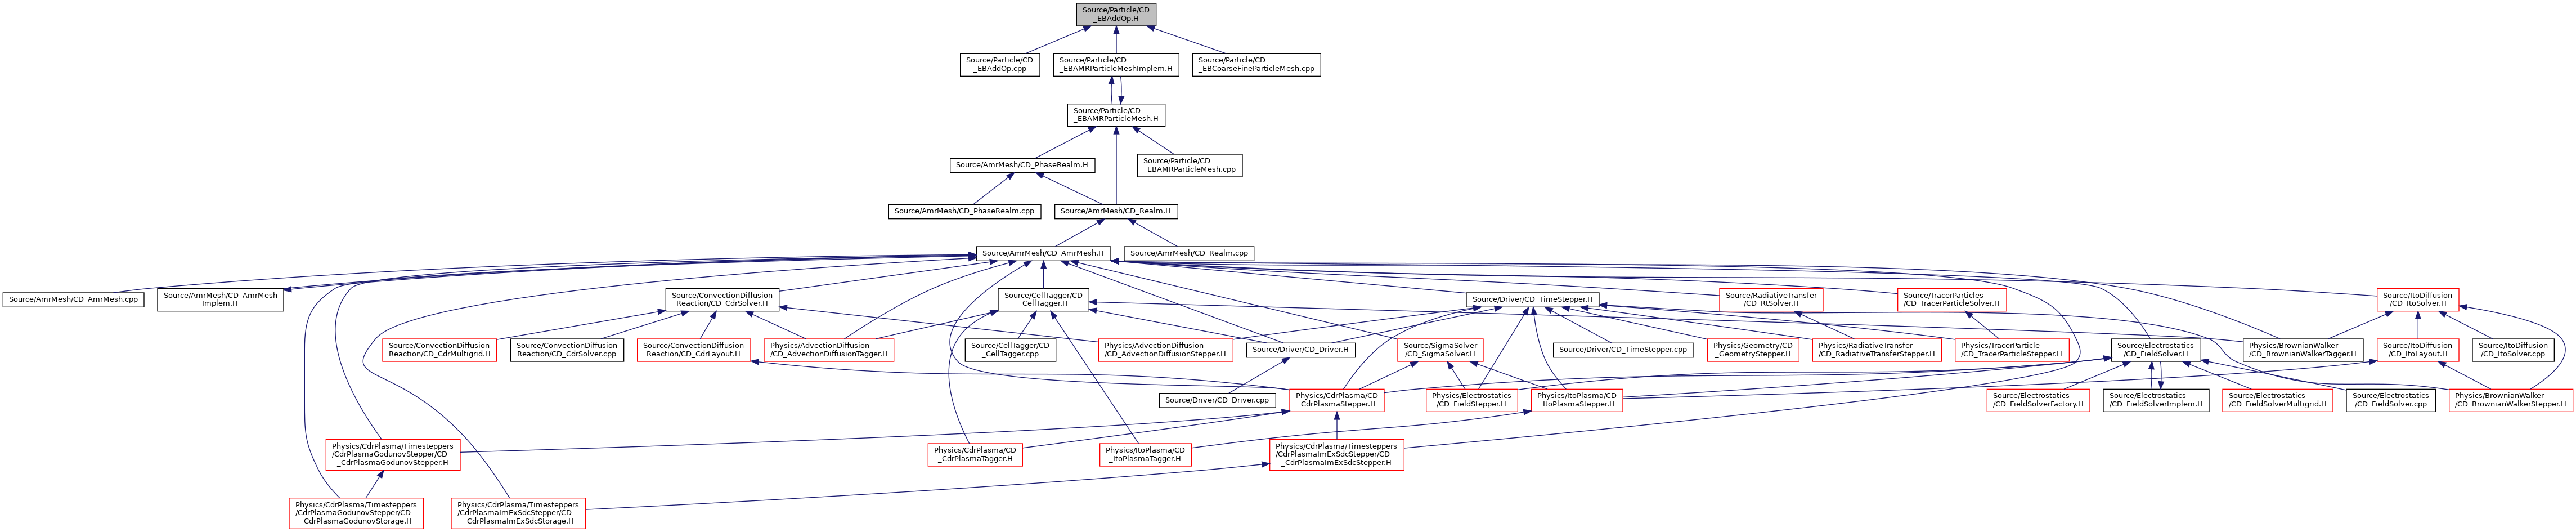 Source/Particle/CD
_EBAddOp.H
Source/Particle/CD
_EBAddOp.cpp
Source/Particle/CD
_EBAMRParticleMeshImplem.H
Source/Particle/CD
_EBCoarseFineParticleMesh.cpp
Source/Particle/CD
_EBAMRParticleMesh.H
Source/AmrMesh/CD_PhaseRealm.H
Source/Particle/CD
_EBAMRParticleMesh.cpp
Source/AmrMesh/CD_PhaseRealm.cpp
Source/AmrMesh/CD_Realm.H
Source/AmrMesh/CD_AmrMesh.H
Source/AmrMesh/CD_Realm.cpp
Source/AmrMesh/CD_AmrMesh.cpp
Source/AmrMesh/CD_AmrMesh
Implem.H
Source/ConvectionDiffusion
Reaction/CD_CdrSolver.H
Source/CellTagger/CD
_CellTagger.H
Source/Driver/CD_TimeStepper.H
Source/RadiativeTransfer
/CD_RtSolver.H
Source/TracerParticles
/CD_TracerParticleSolver.H
Source/ItoDiffusion
/CD_ItoSolver.H
Source/ConvectionDiffusion
Reaction/CD_CdrMultigrid.H
Source/ConvectionDiffusion
Reaction/CD_CdrSolver.cpp
Source/ConvectionDiffusion
Reaction/CD_CdrLayout.H
Physics/AdvectionDiffusion
/CD_AdvectionDiffusionTagger.H
Source/CellTagger/CD
_CellTagger.cpp
Physics/AdvectionDiffusion
/CD_AdvectionDiffusionStepper.H
Source/Driver/CD_Driver.H
Source/SigmaSolver
/CD_SigmaSolver.H
Source/Driver/CD_TimeStepper.cpp
Physics/Geometry/CD
_GeometryStepper.H
Physics/RadiativeTransfer
/CD_RadiativeTransferStepper.H
Physics/TracerParticle
/CD_TracerParticleStepper.H
Source/Electrostatics
/CD_FieldSolver.H
Physics/BrownianWalker
/CD_BrownianWalkerTagger.H
Source/ItoDiffusion
/CD_ItoLayout.H
Source/ItoDiffusion
/CD_ItoSolver.cpp
Source/Driver/CD_Driver.cpp
Physics/CdrPlasma/CD
_CdrPlasmaStepper.H
Physics/Electrostatics
/CD_FieldStepper.H
Physics/ItoPlasma/CD
_ItoPlasmaStepper.H
Source/Electrostatics
/CD_FieldSolverFactory.H
Source/Electrostatics
/CD_FieldSolverImplem.H
Source/Electrostatics
/CD_FieldSolverMultigrid.H
Source/Electrostatics
/CD_FieldSolver.cpp
Physics/BrownianWalker
/CD_BrownianWalkerStepper.H
Physics/CdrPlasma/Timesteppers
/CdrPlasmaGodunovStepper/CD
_CdrPlasmaGodunovStepper.H
Physics/CdrPlasma/CD
_CdrPlasmaTagger.H
Physics/ItoPlasma/CD
_ItoPlasmaTagger.H
Physics/CdrPlasma/Timesteppers
/CdrPlasmaImExSdcStepper/CD
_CdrPlasmaImExSdcStepper.H
Physics/CdrPlasma/Timesteppers
/CdrPlasmaGodunovStepper/CD
_CdrPlasmaGodunovStorage.H
Physics/CdrPlasma/Timesteppers
/CdrPlasmaImExSdcStepper/CD
_CdrPlasmaImExSdcStorage.H